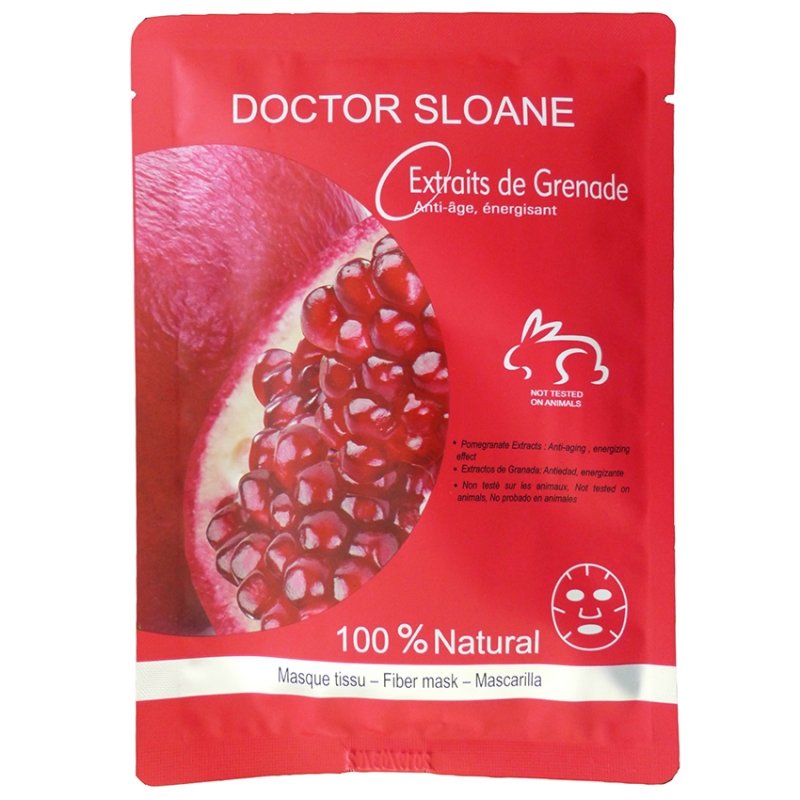 DOCTOR SLOANE
Extraits de Grenade
Anti-âge, énergisant
NOT TESTED
ON ANIMALS
• Pomegranate Extracts : Anti-aging , energizing
effect
• Extractos de Granada: Antiedad, energizante
• Non testè sur les animaux, Not tested on
animals, No probado en animales
100 % Natural
Masque tissu – Fiber mask – Mascarilla